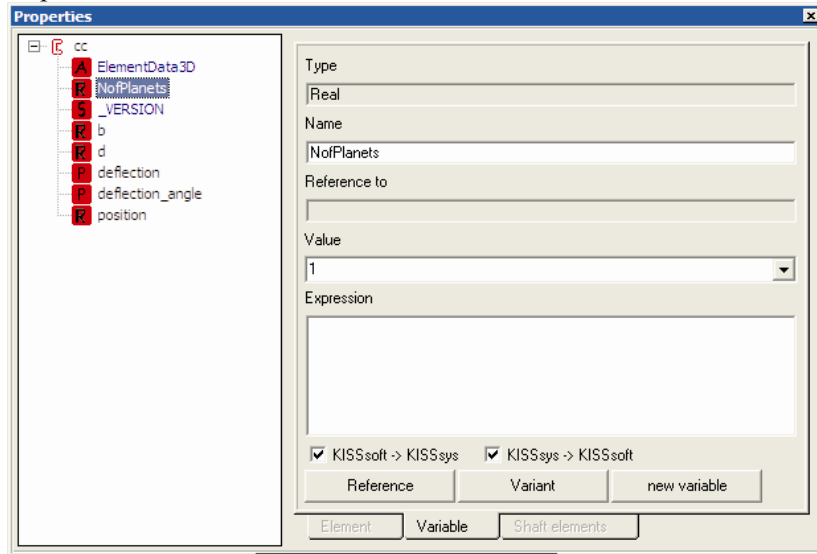 Properties
cc
A ElementData3D
R NofPlanets
S _VERSION
R b
R d
P deflection
P deflection_angle
R position
Type
Real
Name
NofPlanets
Reference to
Value
1
Expression
KISSsoft -> KISSsys KISSsys -> KISSsoft
Reference Variant new variable
Element Variable Shaft elements